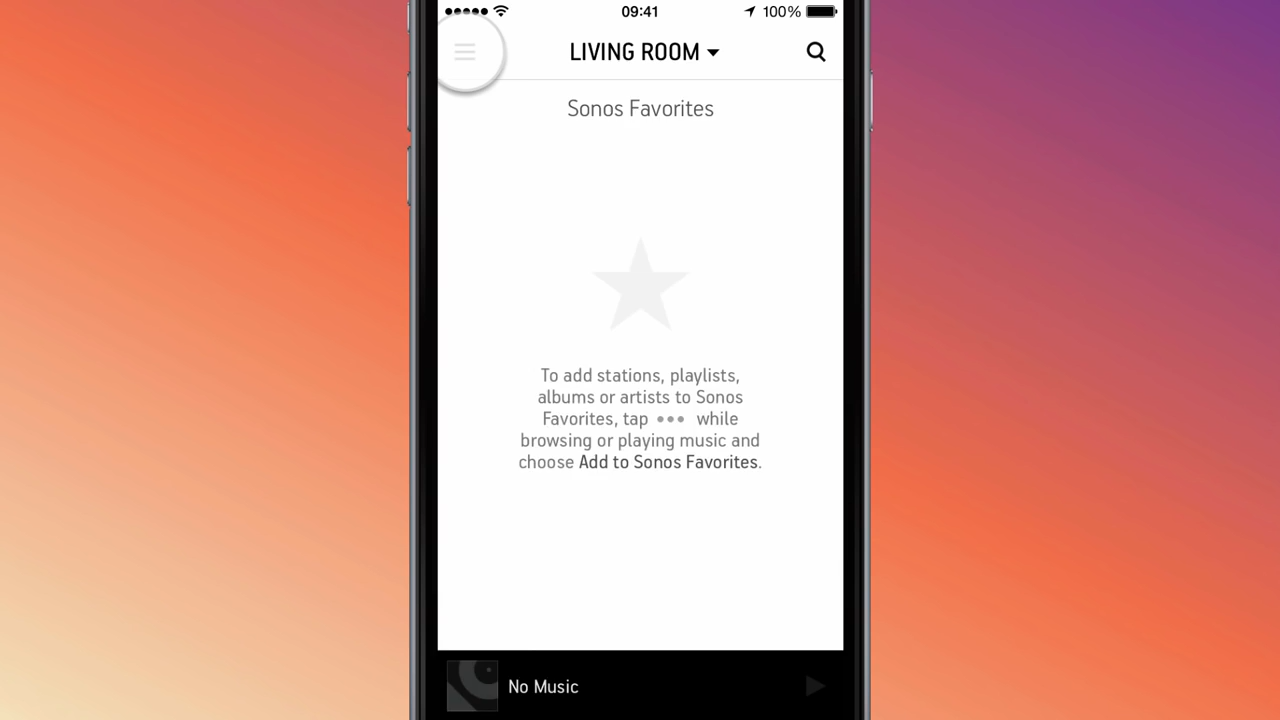 09:41
100%
LIVING ROOM
Sonos Favorites
To add stations, playlists,
albums or artists to Sonos
Favorites, tap ••• while
browsing or playing music and
choose Add to Sonos Favorites.
No Music